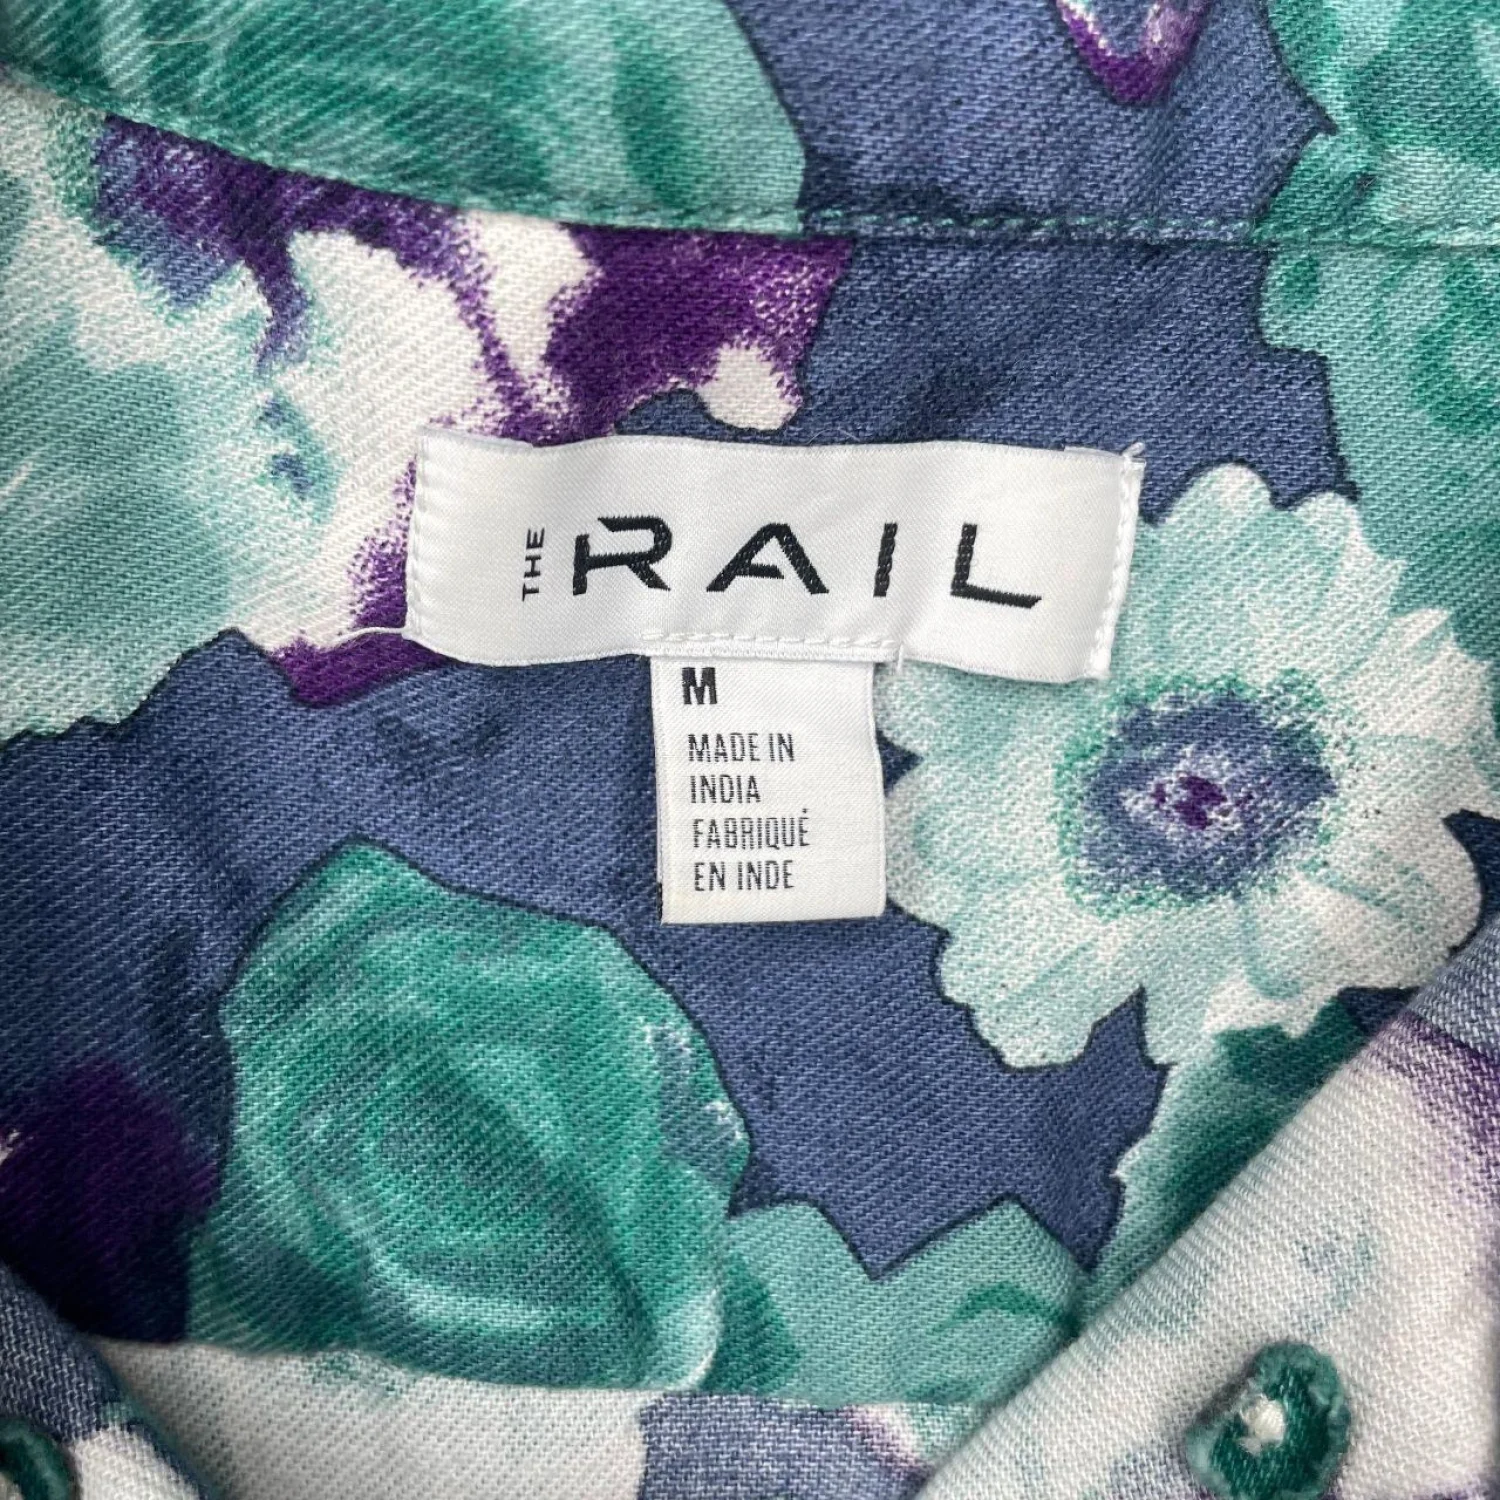 THE RAIL
M
MADE IN
INDIA
FABRIQUÉ
EN INDE